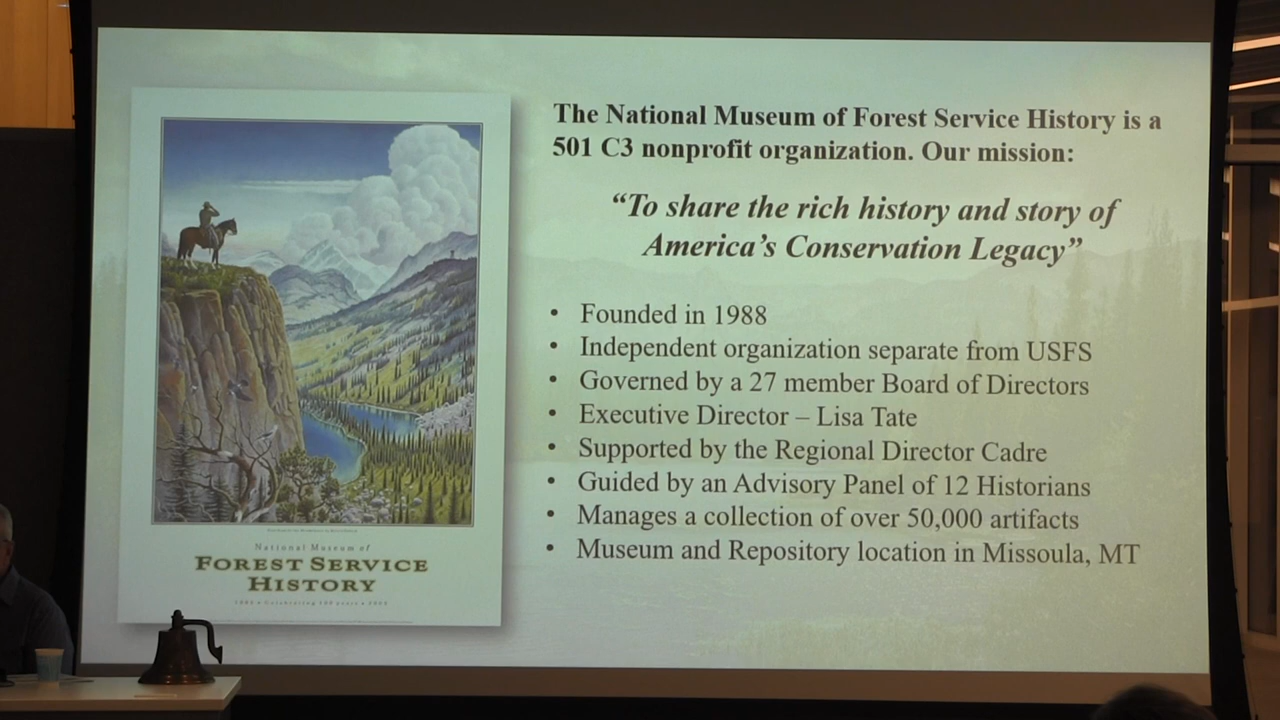 The National Museum of Forest Service History is a
501 C3 nonprofit organization. Our mission:
“To share the rich history and story of
America’s Conservation Legacy”
• Founded in 1988
• Independent organization separate from USFS
• Governed by a 27 member Board of Directors
• Executive Director – Lisa Tate
• Supported by the Regional Director Cadre
• Guided by an Advisory Panel of 12 Historians
• Manages a collection of over 50,000 artifacts
• Museum and Repository location in Missoula, MT
National Museum of
FOREST SERVICE
HISTORY